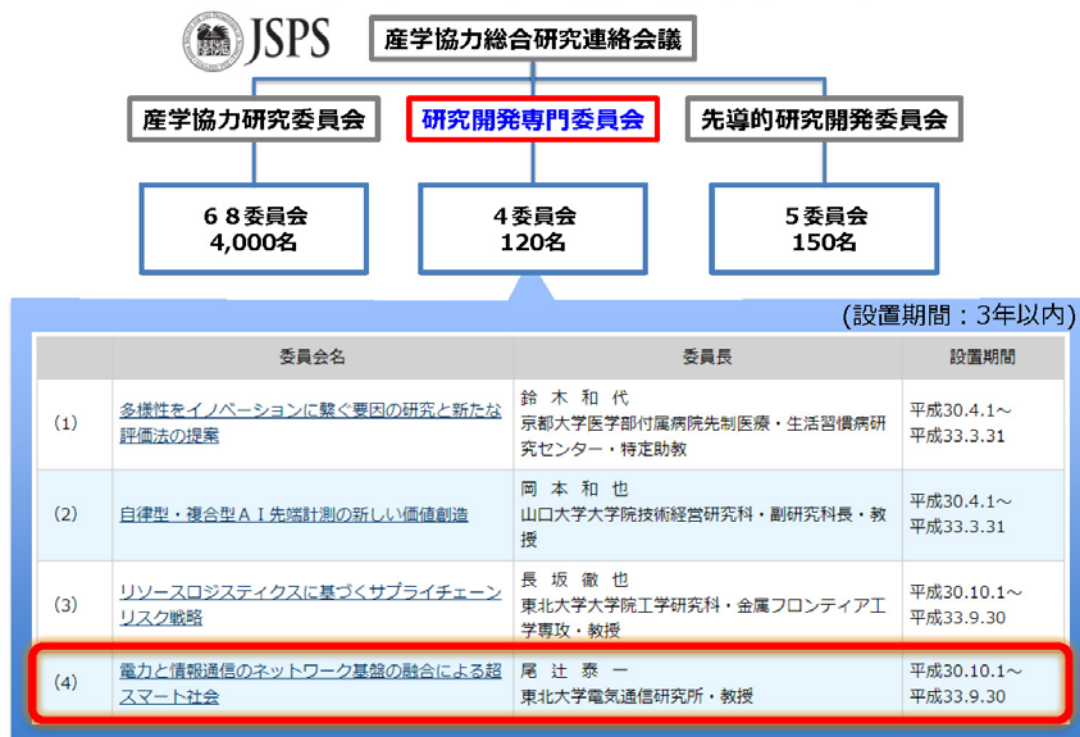 JSPS
産学協力総合研究連絡会議
産学協力研究委員会
研究開発専門委員会
先導的研究開発委員会
68委員会
4,000名
4委員会
120名
5委員会
150名
(設置期間：3年以内)
委員会名
委員長
設置期間
(1)
多様性をイノベーションに繋ぐ要因の研究と新たな
評価法の提案
鈴 木 和 代
京都大学医学部付属病院先制医療・生活習慣病研
究センター・特定助教
平成30.4.1～
平成33.3.31
(2)
自律型・複合型ＡＩ先端計測の新しい価値創造
岡 本 和 也
山口大学大学院技術経営研究科・副研究科長・教
授
平成30.4.1～
平成33.3.31
(3)
リソースロジスティクスに基づくサプライチェーン
リスク戦略
長 坂 徹 也
東北大学大学院工学研究科・金属フロンティア工
学専攻・教授
平成30.10.1～
平成33.9.30
(4)
電力と情報通信のネットワーク基盤の融合による超
スマート社会
尾 辻 泰 一
東北大学電気通信研究所・教授
平成30.10.1～
平成33.9.30